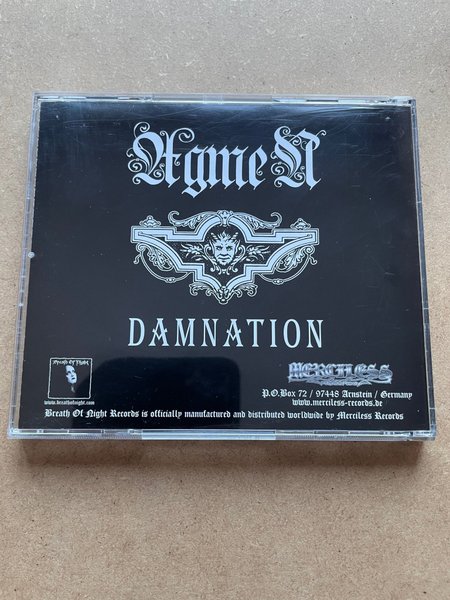 AgmeN
DAMNATION
Breath Of Night
www.breathofnight.com
MERCILESS
P.O.Box 72 / 97448 Arnstein / Germany
www.merciless-records.de
Breath Of Night Records is officially manufactured and distributed worldwide by Merciless Records